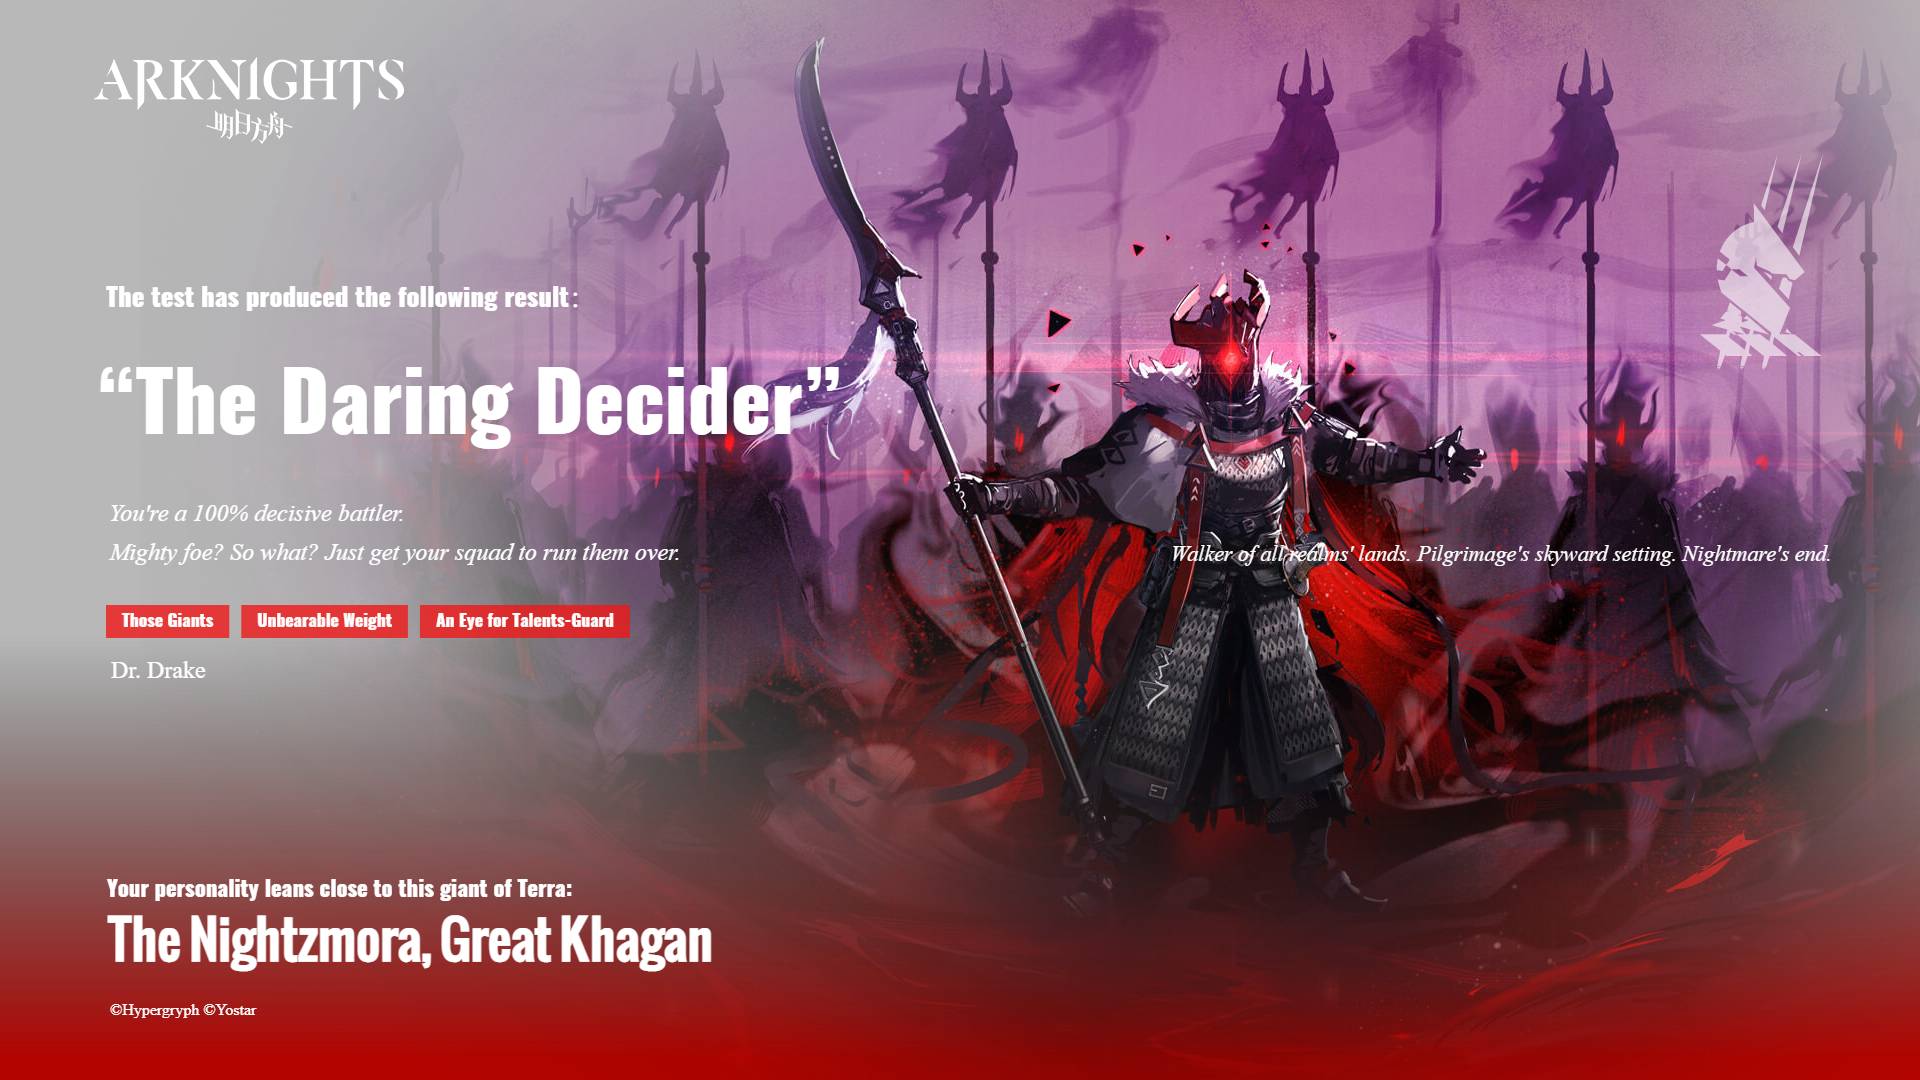 ARKNIGHTS
明日方舟
The test has produced the following result:
“The Daring Decider”
You're a 100% decisive battler.
Mighty foe? So what? Just get your squad to run them over.
Walker of all realms' lands. Pilgrimage's skyward setting. Nightmare's end.
Those Giants
Unbearable Weight
An Eye for Talents-Guard
Dr. Drake
Your personality leans close to this giant of Terra:
The Nightzmora, Great Khagan
©Hypergryph ©Yostar